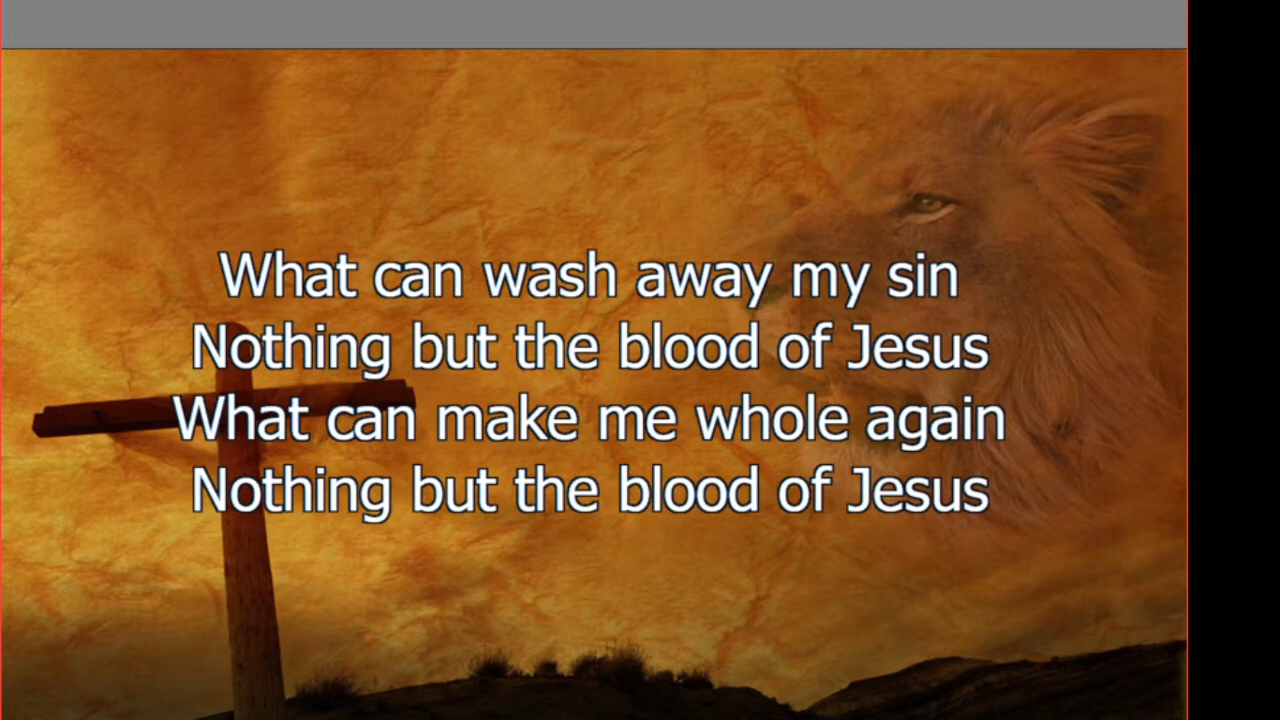 What can wash away my sin
Nothing but the blood of Jesus
What can make me whole again
Nothing but the blood of Jesus